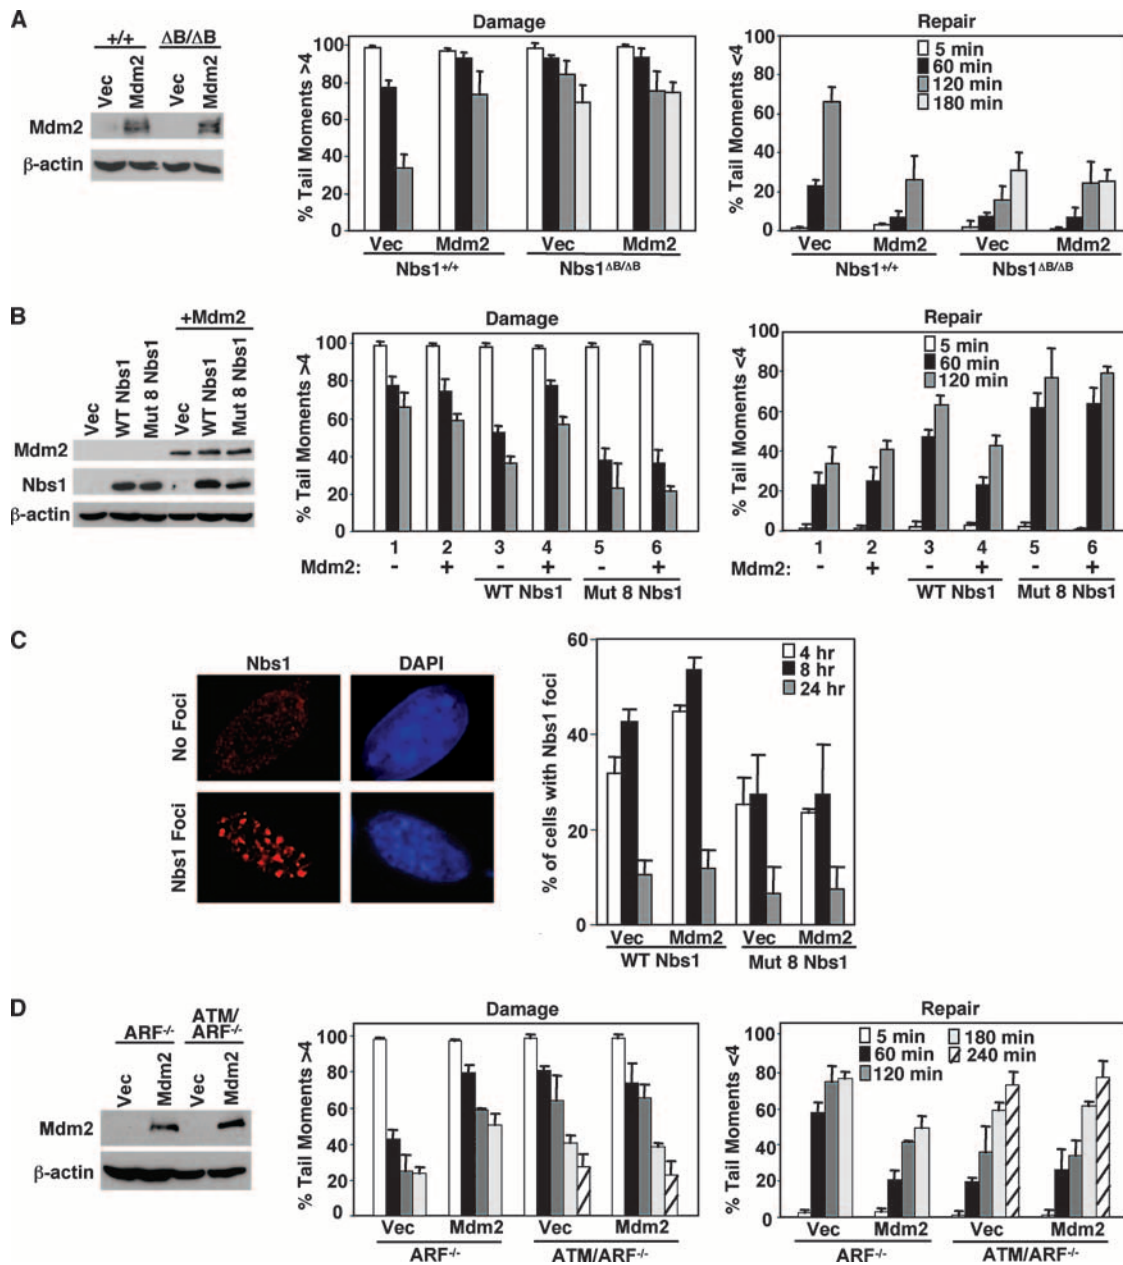 A
+/+ ΔB/ΔB
Vec Mdm2 Vec Mdm2
Mdm2
β-actin
Damage
% Tail Moments >4
100
80
60
40
20
0
Vec Mdm2 Vec Mdm2
Nbs1+/+ Nbs1ΔB/ΔB
Repair
% Tail Moments <4
100
80
60
40
20
0
5 min
60 min
120 min
180 min
Vec Mdm2 Vec Mdm2
Nbs1+/+ Nbs1ΔB/ΔB
B
+Mdm2
Vec WT Nbs1 Mut 8 Nbs1 Vec WT Nbs1 Mut 8 Nbs1
Mdm2
Nbs1
β-actin
Damage
% Tail Moments >4
100
80
60
40
20
0
1 2 3 4 5 6
Mdm2: - + - + - +
WT Nbs1 Mut 8 Nbs1
Repair
% Tail Moments <4
100
80
60
40
20
0
5 min
60 min
120 min
1 2 3 4 5 6
Mdm2: - + - + - +
WT Nbs1 Mut 8 Nbs1
C
Nbs1 DAPI
No Foci
Nbs1 Foci
% of cells with Nbs1 foci
60
40
20
0
4 hr
8 hr
24 hr
Vec Mdm2 Vec Mdm2
WT Nbs1 Mut 8 Nbs1
D
ARF-/- ATM/ARF-/-
Vec Mdm2 Vec Mdm2
Mdm2
β-actin
Damage
% Tail Moments >4
100
80
60
40
20
0
Vec Mdm2 Vec Mdm2
ARF-/- ATM/ARF-/-
Repair
% Tail Moments <4
100
80
60
40
20
0
5 min 180 min
60 min 240 min
120 min
Vec Mdm2 Vec Mdm2
ARF-/- ATM/ARF-/-